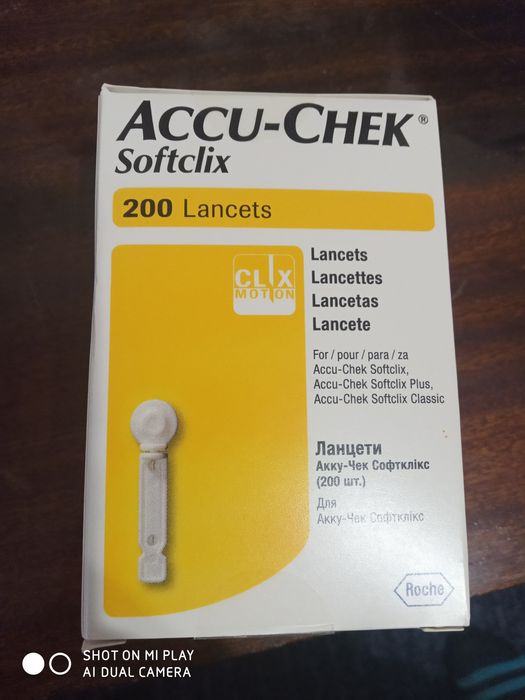 ACCU-CHEK®
Softclix
200 Lancets
CLIX
MOTION
Lancets
Lancettes
Lancetas
Lancete
For / pour / para / za
Accu-Chek Softclix,
Accu-Chek Softclix Plus,
Accu-Chek Softclix Classic
Ланцети
Акку-Чек Софтклікс
(200 шт.)
Для
Акку-Чек Софтклікс
Roche
SHOT ON MI PLAY
AI DUAL CAMERA